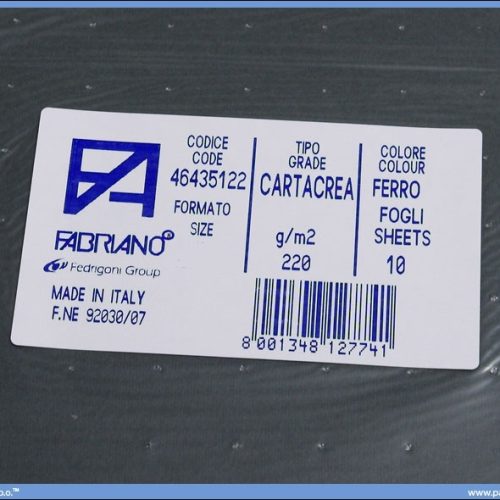 FABRIANO®
Fedrigoni Group
MADE IN ITALY
F.NE 92030/07
CODICE
CODE
46435122
FORMATO
SIZE
TIPO
GRADE
CARTACREA
g/m2
220
COLORE
COLOUR
FERRO
FOGLI
SHEETS
10
8 001348 127741